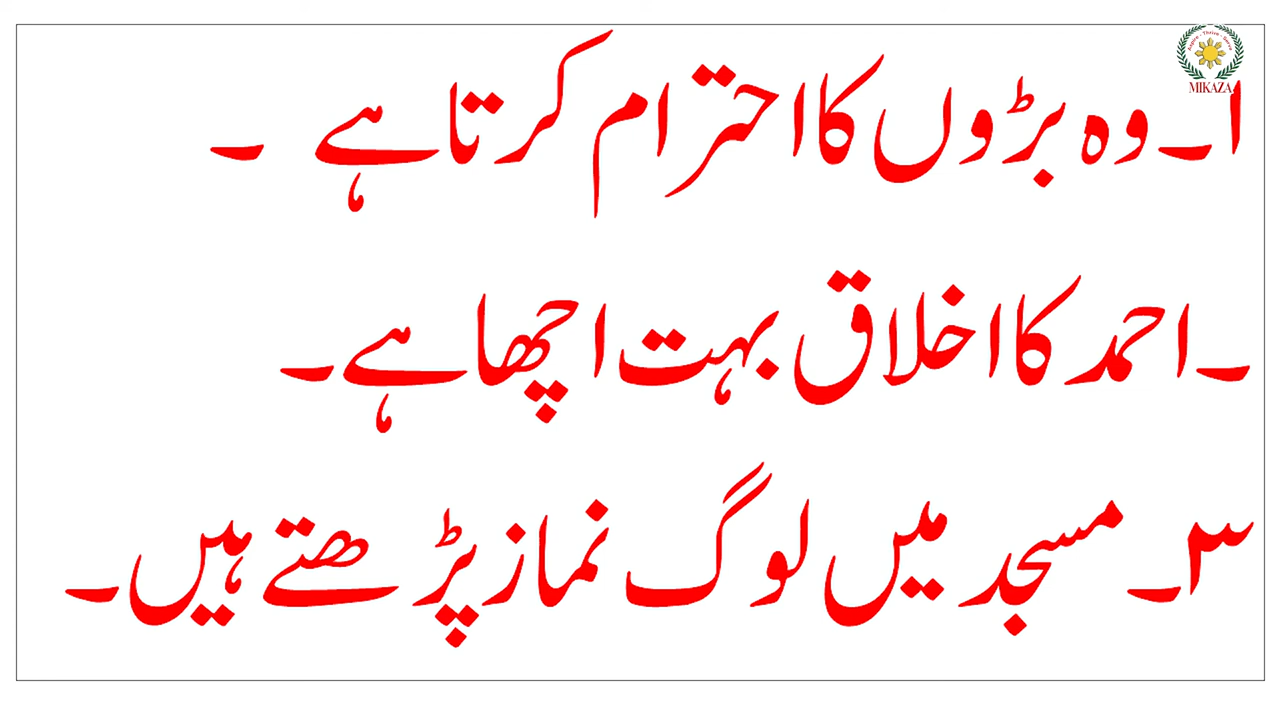 MIKAZA
۱۔وہ بڑوں کا احترام کرتا ہے ۔
۔احمد کا اخلاق بہت اچھا ہے۔
۳۔ مسجد میں لوگ نماز پڑھتے ہیں۔